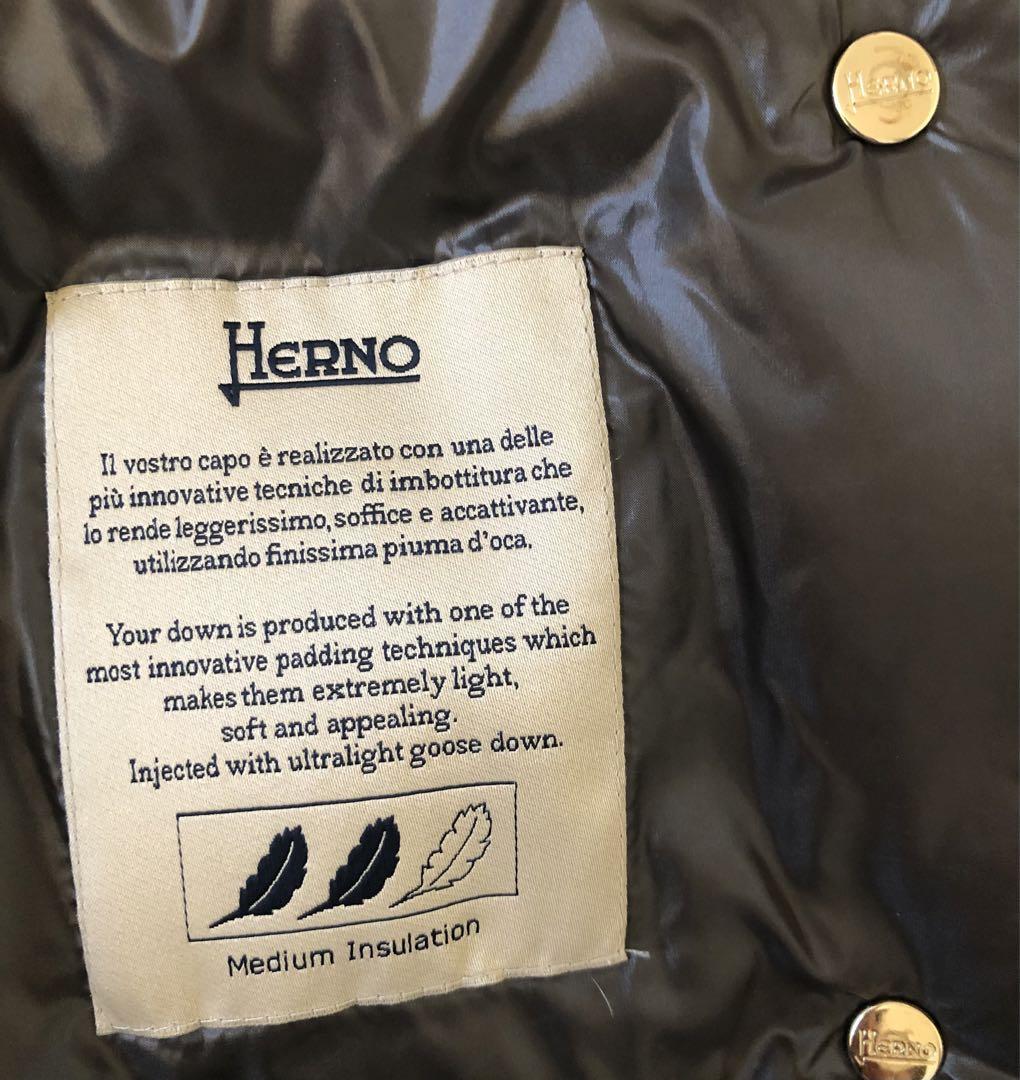 HERNO
HERNO
Il vostro capo è realizzato con una delle
più innovative tecniche di imbottitura che
lo rende leggerissimo, soffice e accattivante,
utilizzando finissima piuma d'oca.
Your down is produced with one of the
most innovative padding techniques which
makes them extremely light,
soft and appealing.
Injected with ultralight goose down.
Medium Insulation
HERNO